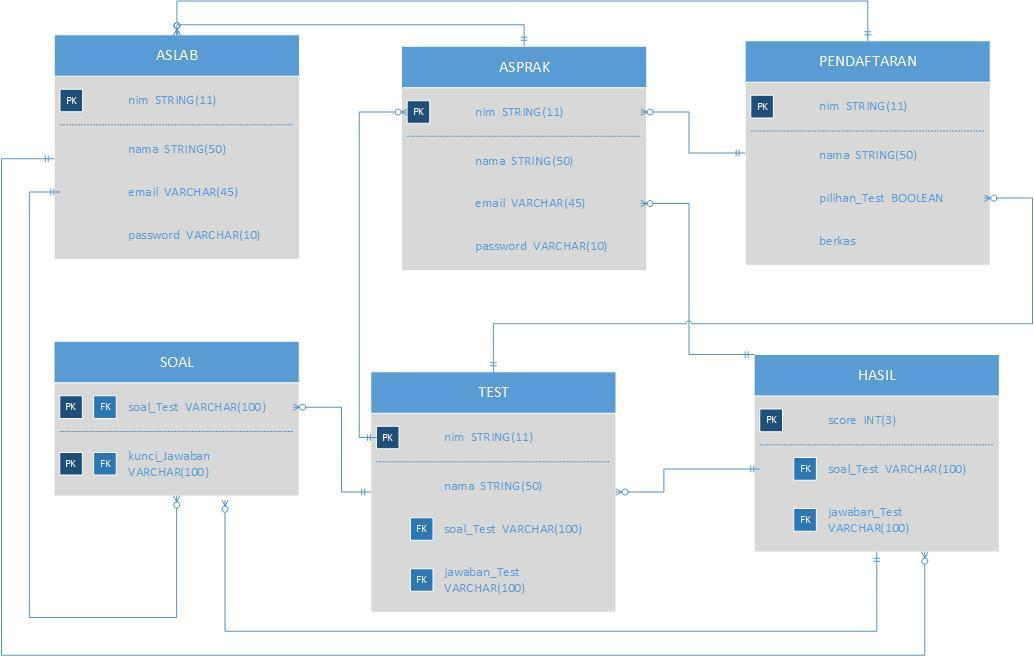 ASLAB
PK nim STRING(11)
nama STRING(50)
email VARCHAR(45)
password VARCHAR(10)
ASPRAK
PK nim STRING(11)
nama STRING(50)
email VARCHAR(45)
password VARCHAR(10)
PENDAFTARAN
PK nim STRING(11)
nama STRING(50)
pilihan_Test BOOLEAN
berkas
SOAL
PK FK soal_Test VARCHAR(100)
PK FK kunci_Jawaban
VARCHAR(100)
TEST
PK nim STRING(11)
nama STRING(50)
FK soal_Test VARCHAR(100)
FK jawaban_Test
VARCHAR(100)
HASIL
PK score INT(3)
FK soal_Test VARCHAR(100)
FK jawaban_Test
VARCHAR(100)